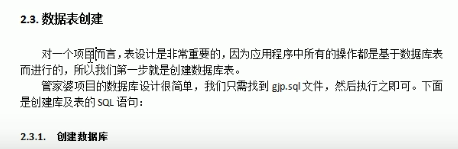 2.3. 数据表创建
对一个项目而言，表设计是非常重要的，因为应用程序中所有的操作都是基于数据库表
而进行的，所以我们第一步就是创建数据库表。
管家婆项目的数据库设计很简单，我们只需找到 gjp.sql 文件，然后执行之即可。下面
是创建库及表的 SQL 语句：
2.3.1. 创建数据库